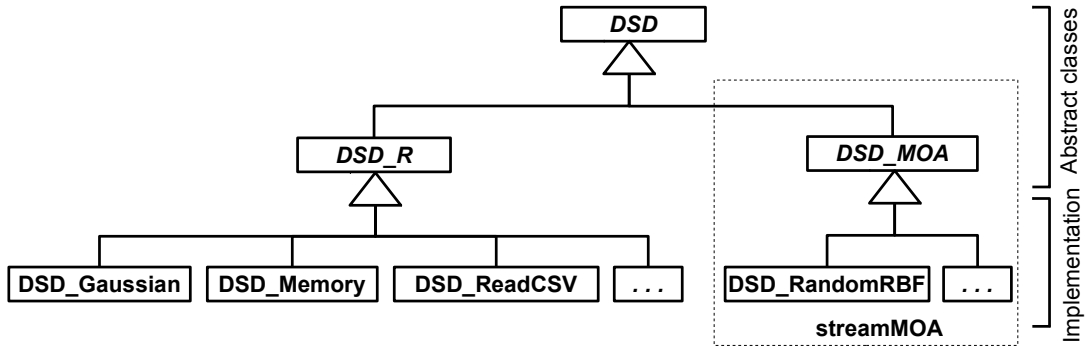 DSD
Abstract classes
DSD_R
DSD_MOA
DSD_Gaussian
DSD_Memory
DSD_ReadCSV
. . .
DSD_RandomRBF
. . .
Implementation
streamMOA